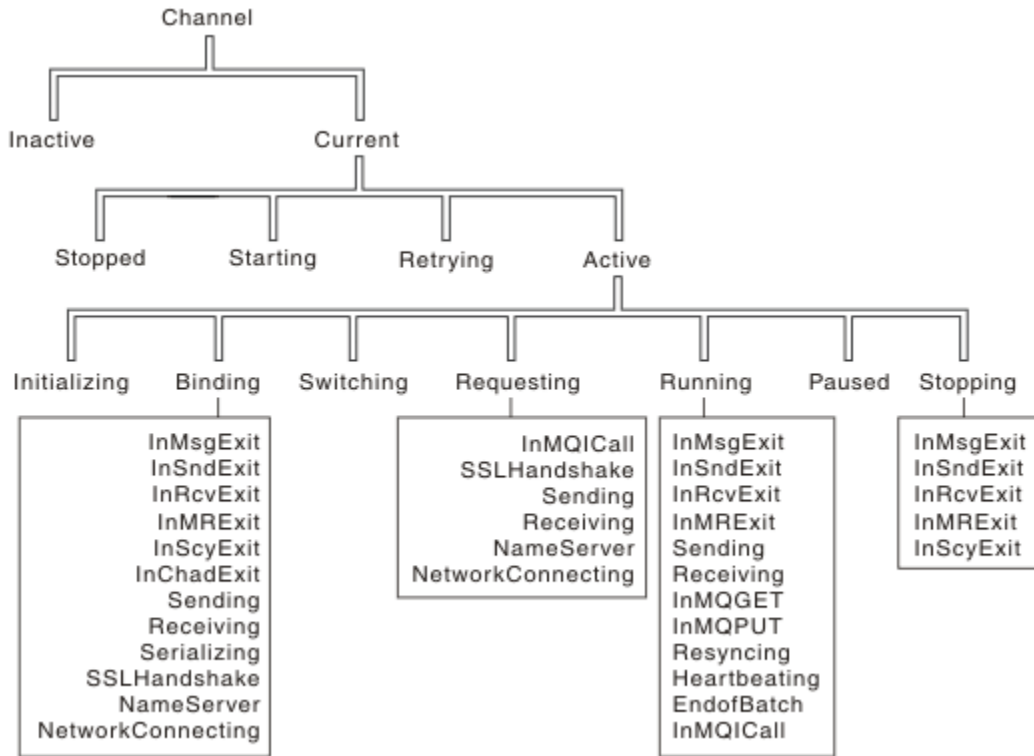 Channel
Inactive Current
Stopped Starting Retrying Active
Initializing Binding Switching Requesting Running Paused Stopping
InMsgExit
InSndExit
InRcvExit
InMRExit
InScyExit
InChadExit
Sending
Receiving
Serializing
SSLHandshake
NameServer
NetworkConnecting
InMQICall
SSLHandshake
Sending
Receiving
NameServer
NetworkConnecting
InMsgExit
InSndExit
InRcvExit
InMRExit
Sending
Receiving
InMQGET
InMQPUT
Resyncing
Heartbeating
EndofBatch
InMQICall
InMsgExit
InSndExit
InRcvExit
InMRExit
InScyExit